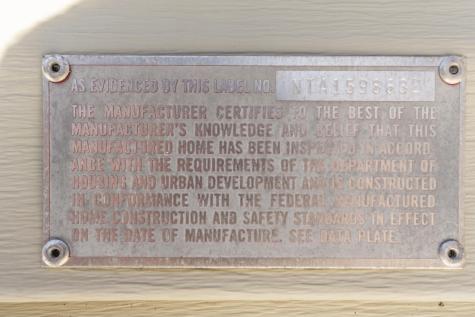 AS EVIDENCED BY THIS LABEL NO.
THE MANUFACTURER CERTIFIES TO THE BEST OF THE
MANUFACTURER'S KNOWLEDGE AND BELIEF THAT THIS
MANUFACTURED HOME HAS BEEN INSPECTED IN ACCORD-
ANCE WITH THE REQUIREMENTS OF THE DEPARTMENT OF
HOUSING AND URBAN DEVELOPMENT AND IS CONSTRUCTED
IN CONFORMANCE WITH THE FEDERAL MANUFACTURED
HOME CONSTRUCTION AND SAFETY STANDARDS IN EFFECT
ON THE DATE OF MANUFACTURE. SEE DATA PLATE.